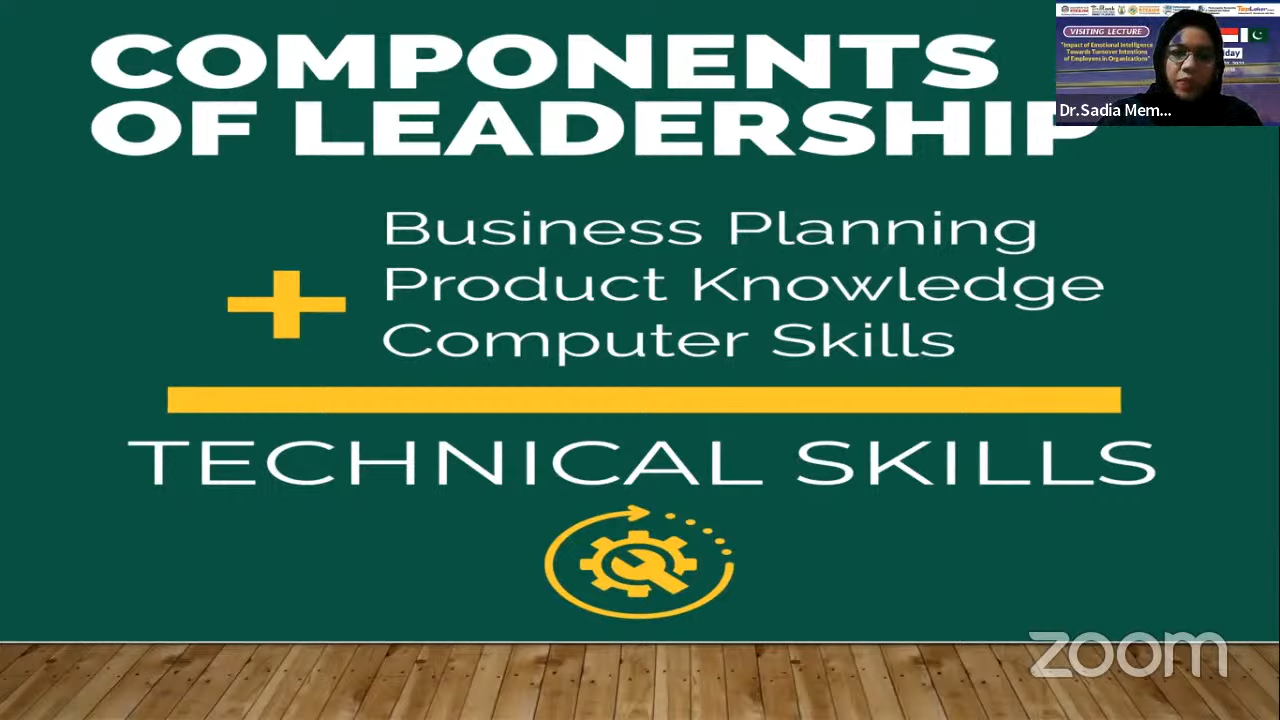 COMPONENTS
OF LEADERSHIP
Business Planning
Product Knowledge
Computer Skills
TECHNICAL SKILLS
VISITING LECTURE
"Impact of Emotional Intelligence
Towards Turnover Intentions
of Employees in Organizations"
Dr.Sadia Mem...
zoom